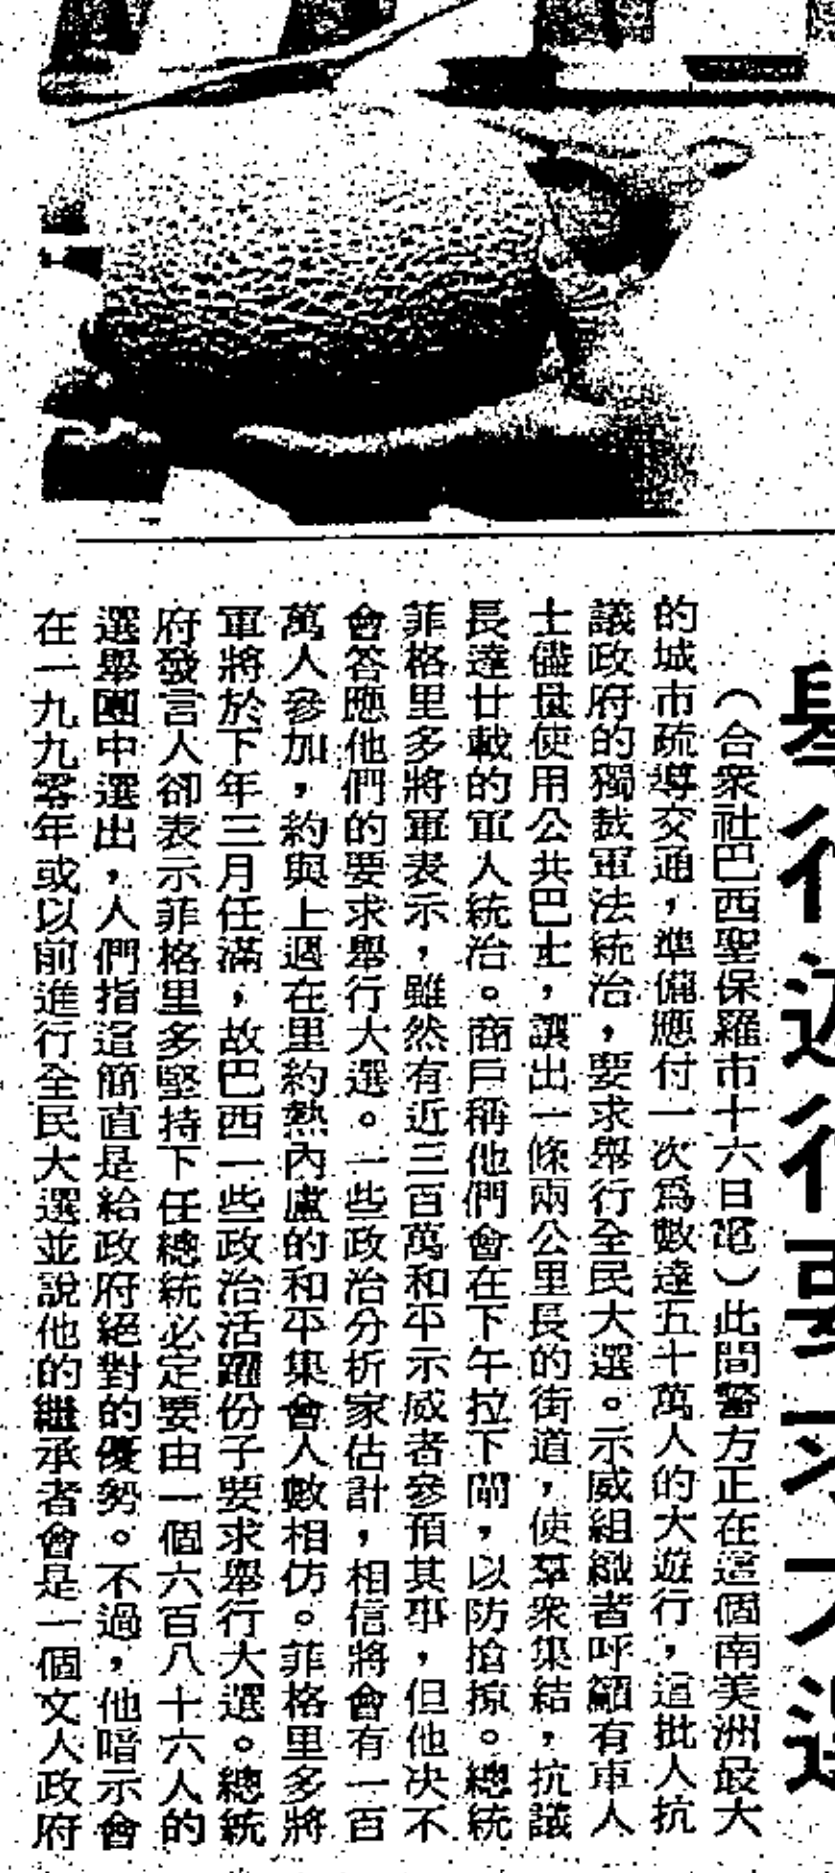 舉行遊行要求大選
（合衆社巴西聖保羅市十六日電）此間警方正在這個南美洲最大
的城市疏導交通，準備應付一次爲數達五十萬人的大遊行，這批人抗
議政府的獨裁軍法統治，要求舉行全民大選。示威組織者呼籲有車人
士儘量使用公共巴士，讓出一條兩公里長的街道，使羣衆集結，抗議
長達廿載的軍人統治。商戶稱他們會在下午拉下閘，以防搶掠。總統
菲格里多將軍表示，雖然有近三百萬和平示威者參預其事，但他决不
會答應他們的要求舉行大選。一些政治分折家估計，相信將會有一百
萬人參加，約與上週在里約熱內盧的和平集會人數相仿。菲格里多將
軍將於下年三月任滿，故巴西一些政治活躍份子要求舉行大選。總統
府發言人卻表示菲格里多堅持下任總統必定要由一個六百八十六人的
選舉團中選出，人們指這簡直是給政府絕對的優勢。不過，他暗示會
在一九九零年或以前進行全民大選並說他的繼承者會是一個文人政府